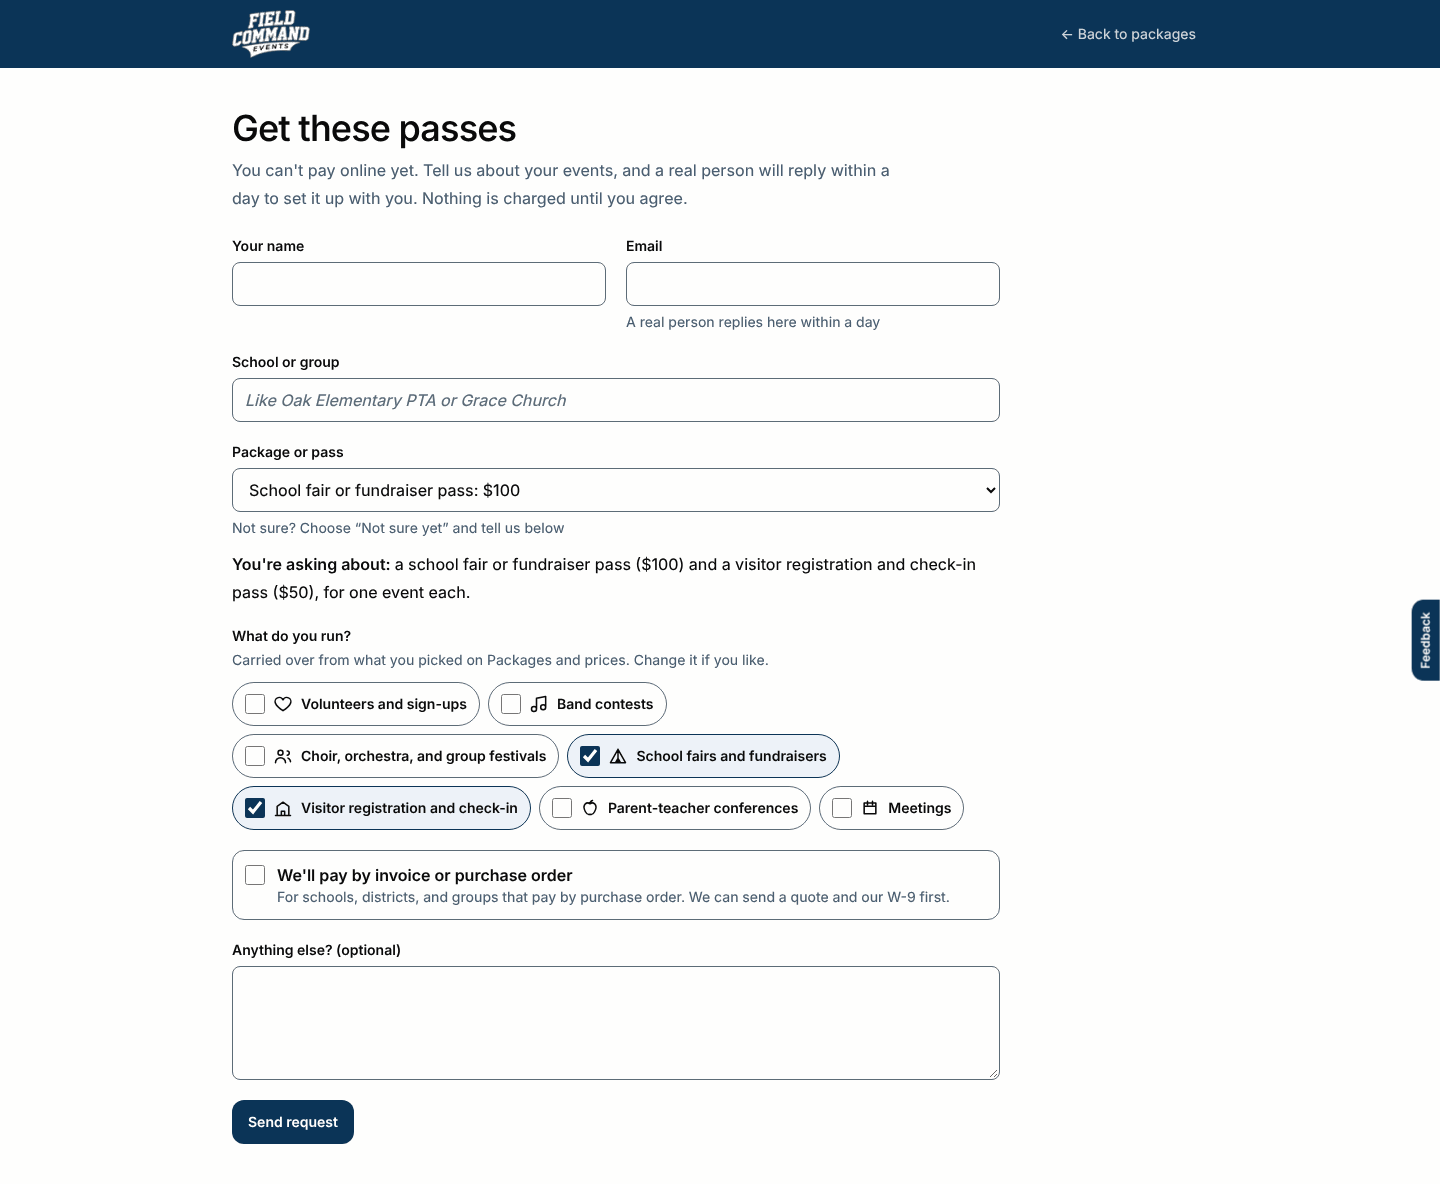 FIELD
COMMAND
EVENTS
← Back to packages
Get these passes
You can't pay online yet. Tell us about your events, and a real person will reply within a
day to set it up with you. Nothing is charged until you agree.
Your name
Email
A real person replies here within a day
School or group
Like Oak Elementary PTA or Grace Church
Package or pass
School fair or fundraiser pass: $100
Not sure? Choose “Not sure yet” and tell us below
You're asking about: a school fair or fundraiser pass ($100) and a visitor registration and check-in
pass ($50), for one event each.
Feedback
What do you run?
Carried over from what you picked on Packages and prices. Change it if you like.
Volunteers and sign-ups
Band contests
Choir, orchestra, and group festivals
School fairs and fundraisers
Visitor registration and check-in
Parent-teacher conferences
Meetings
We'll pay by invoice or purchase order
For schools, districts, and groups that pay by purchase order. We can send a quote and our W-9 first.
Anything else? (optional)
Send request